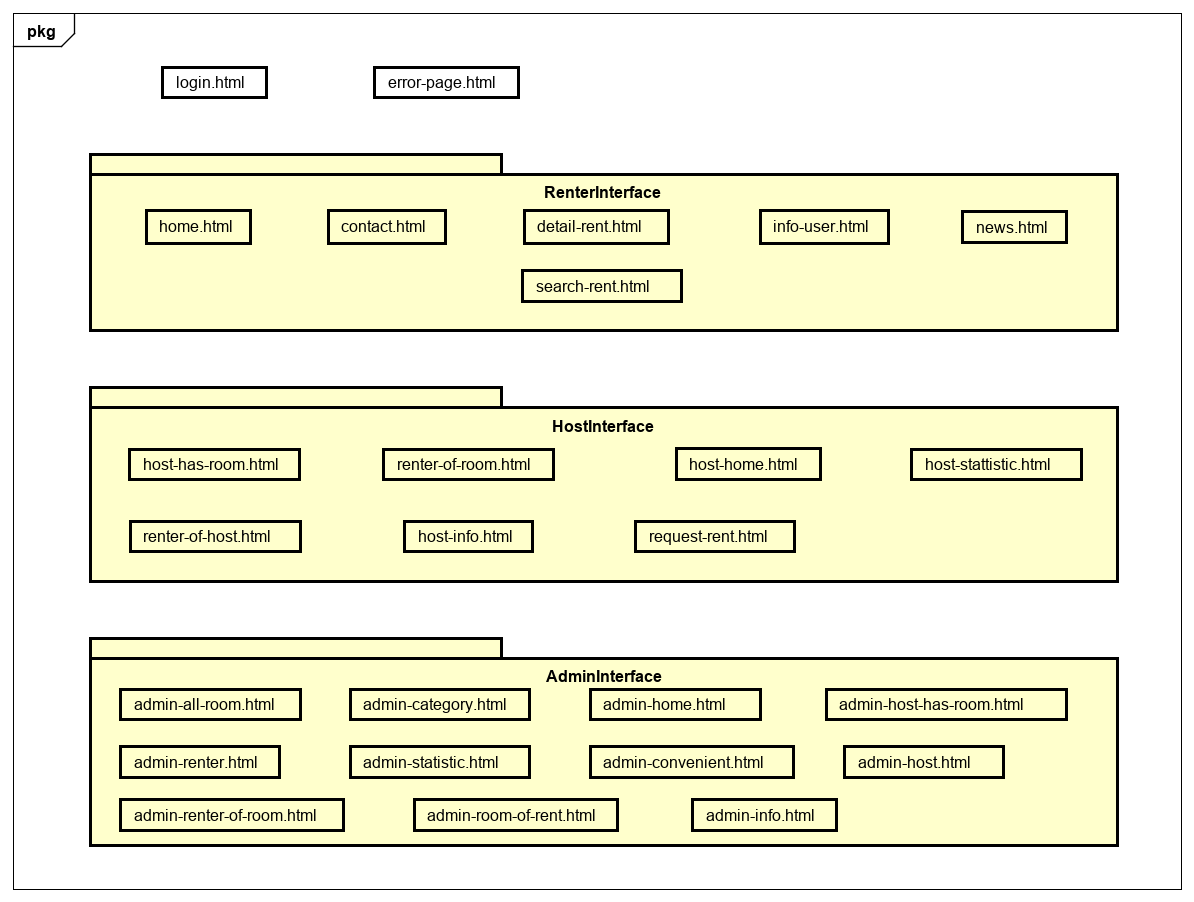 pkg
login.html
error-page.html
RenterInterface
home.html
contact.html
detail-rent.html
info-user.html
news.html
search-rent.html
HostInterface
host-has-room.html
renter-of-room.html
host-home.html
host-stattistic.html
renter-of-host.html
host-info.html
request-rent.html
AdminInterface
admin-all-room.html
admin-category.html
admin-home.html
admin-host-has-room.html
admin-renter.html
admin-statistic.html
admin-convenient.html
admin-host.html
admin-renter-of-room.html
admin-room-of-rent.html
admin-info.html